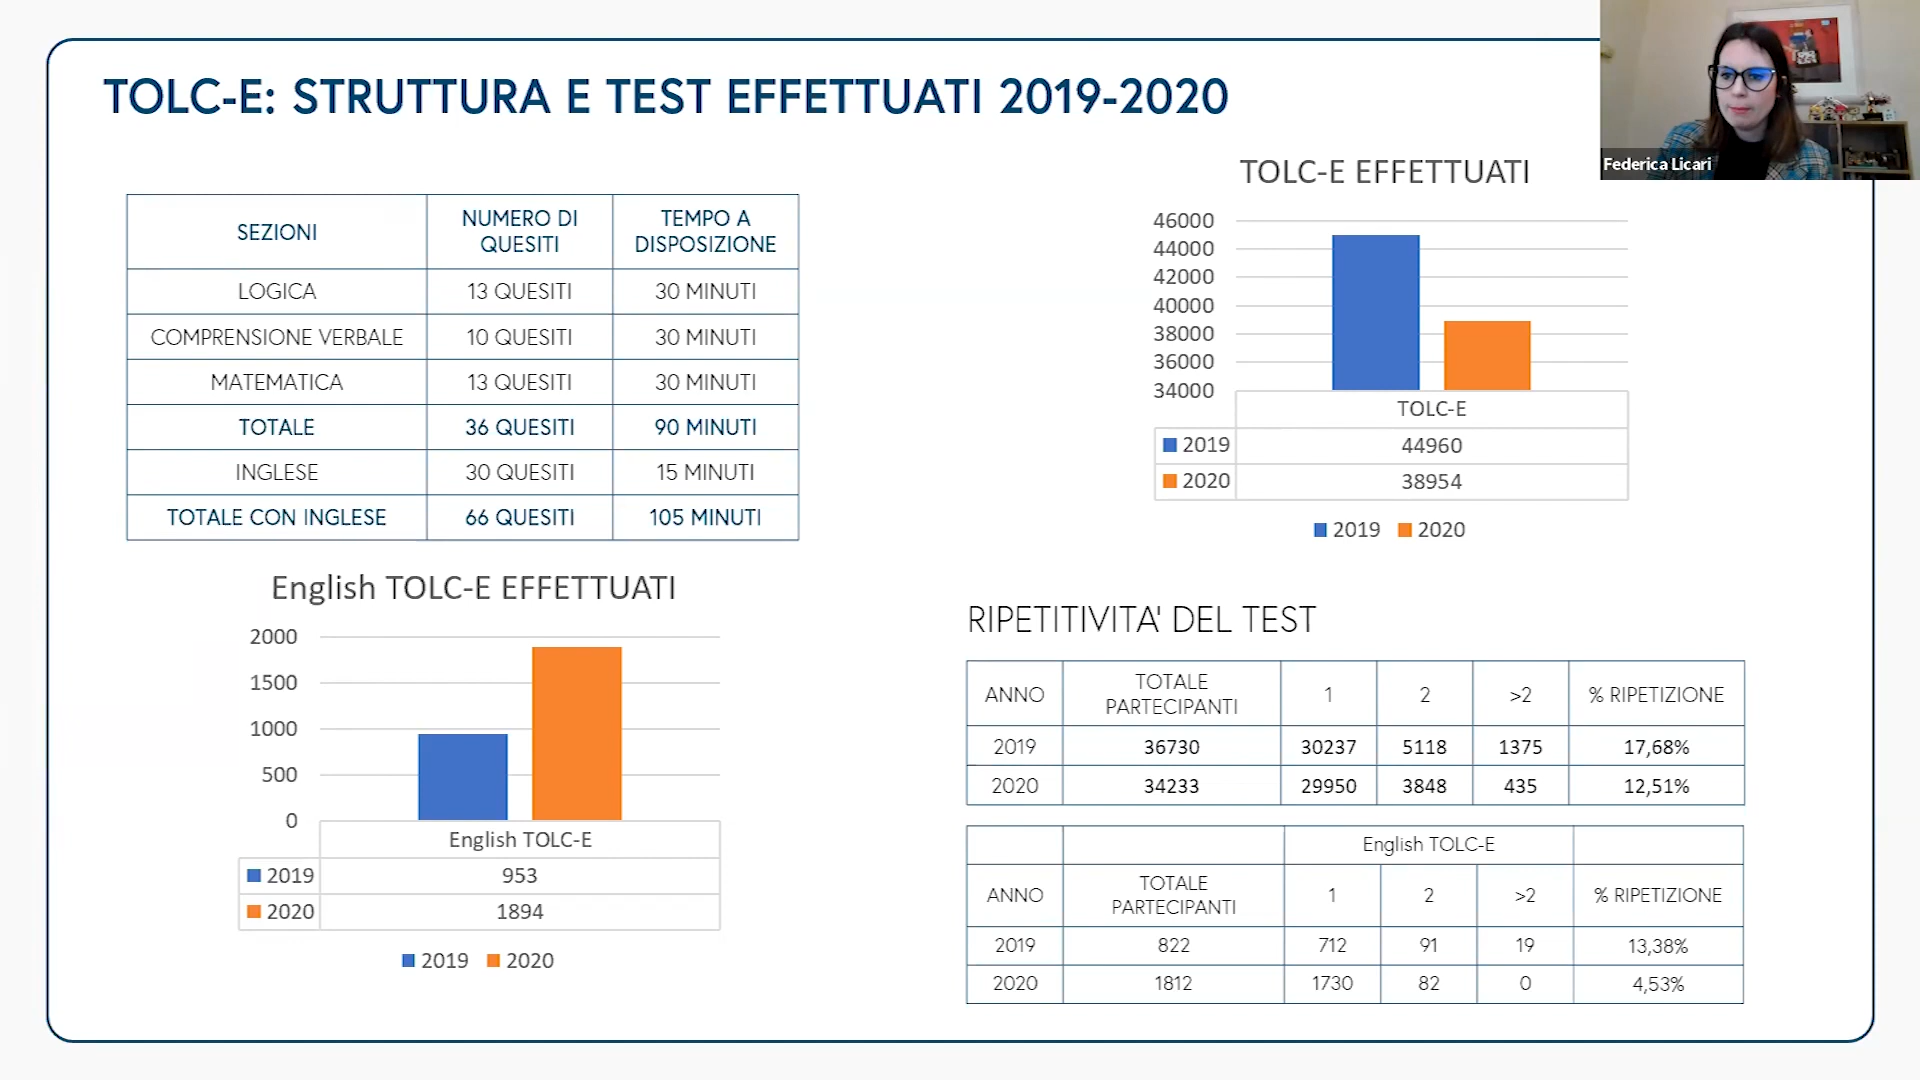 TOLC-E: STRUTTURA E TEST EFFETTUATI 2019-2020
Federica Licari
SEZIONI NUMERO DI QUESITI TEMPO A DISPOSIZIONE
LOGICA 13 QUESITI 30 MINUTI
COMPRENSIONE VERBALE 10 QUESITI 30 MINUTI
MATEMATICA 13 QUESITI 30 MINUTI
TOTALE 36 QUESITI 90 MINUTI
INGLESE 30 QUESITI 15 MINUTI
TOTALE CON INGLESE 66 QUESITI 105 MINUTI
TOLC-E EFFETTUATI
46000
44000
42000
40000
38000
36000
34000
TOLC-E
2019 44960
2020 38954
2019 2020
English TOLC-E EFFETTUATI
2000
1500
1000
500
0
English TOLC-E
2019 953
2020 1894
2019 2020
RIPETITIVITA' DEL TEST
ANNO TOTALE PARTECIPANTI 1 2 >2 % RIPETIZIONE
2019 36730 30237 5118 1375 17,68%
2020 34233 29950 3848 435 12,51%
English TOLC-E
ANNO TOTALE PARTECIPANTI 1 2 >2 % RIPETIZIONE
2019 822 712 91 19 13,38%
2020 1812 1730 82 0 4,53%